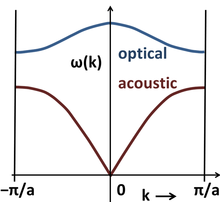 optical
ω(k)
acoustic
−π/a
0
k →
π/a